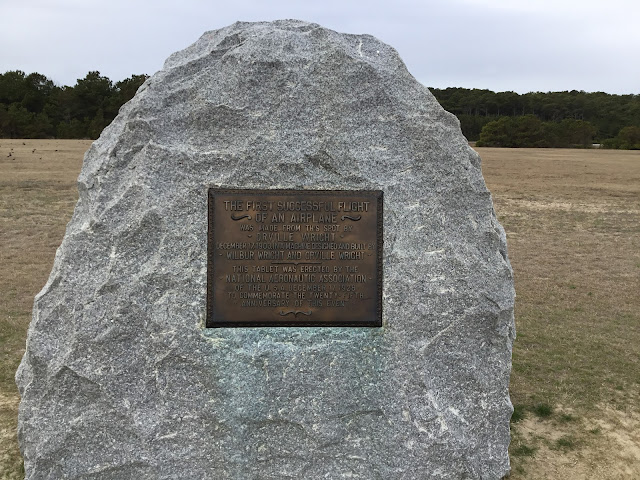 THE FIRST SUCCESSFUL FLIGHT
OF AN AIRPLANE
WAS MADE FROM THIS SPOT BY
ORVILLE WRIGHT
DECEMBER 17 1903 IN A MACHINE DESIGNED AND BUILT BY
WILBUR WRIGHT AND ORVILLE WRIGHT
THIS TABLET WAS ERECTED BY THE
NATIONAL AERONAUTIC ASSOCIATION
OF THE U.S.A. DECEMBER 17 1928
TO COMMEMORATE THE TWENTY-FIFTH
ANNIVERSARY OF THIS EVENT